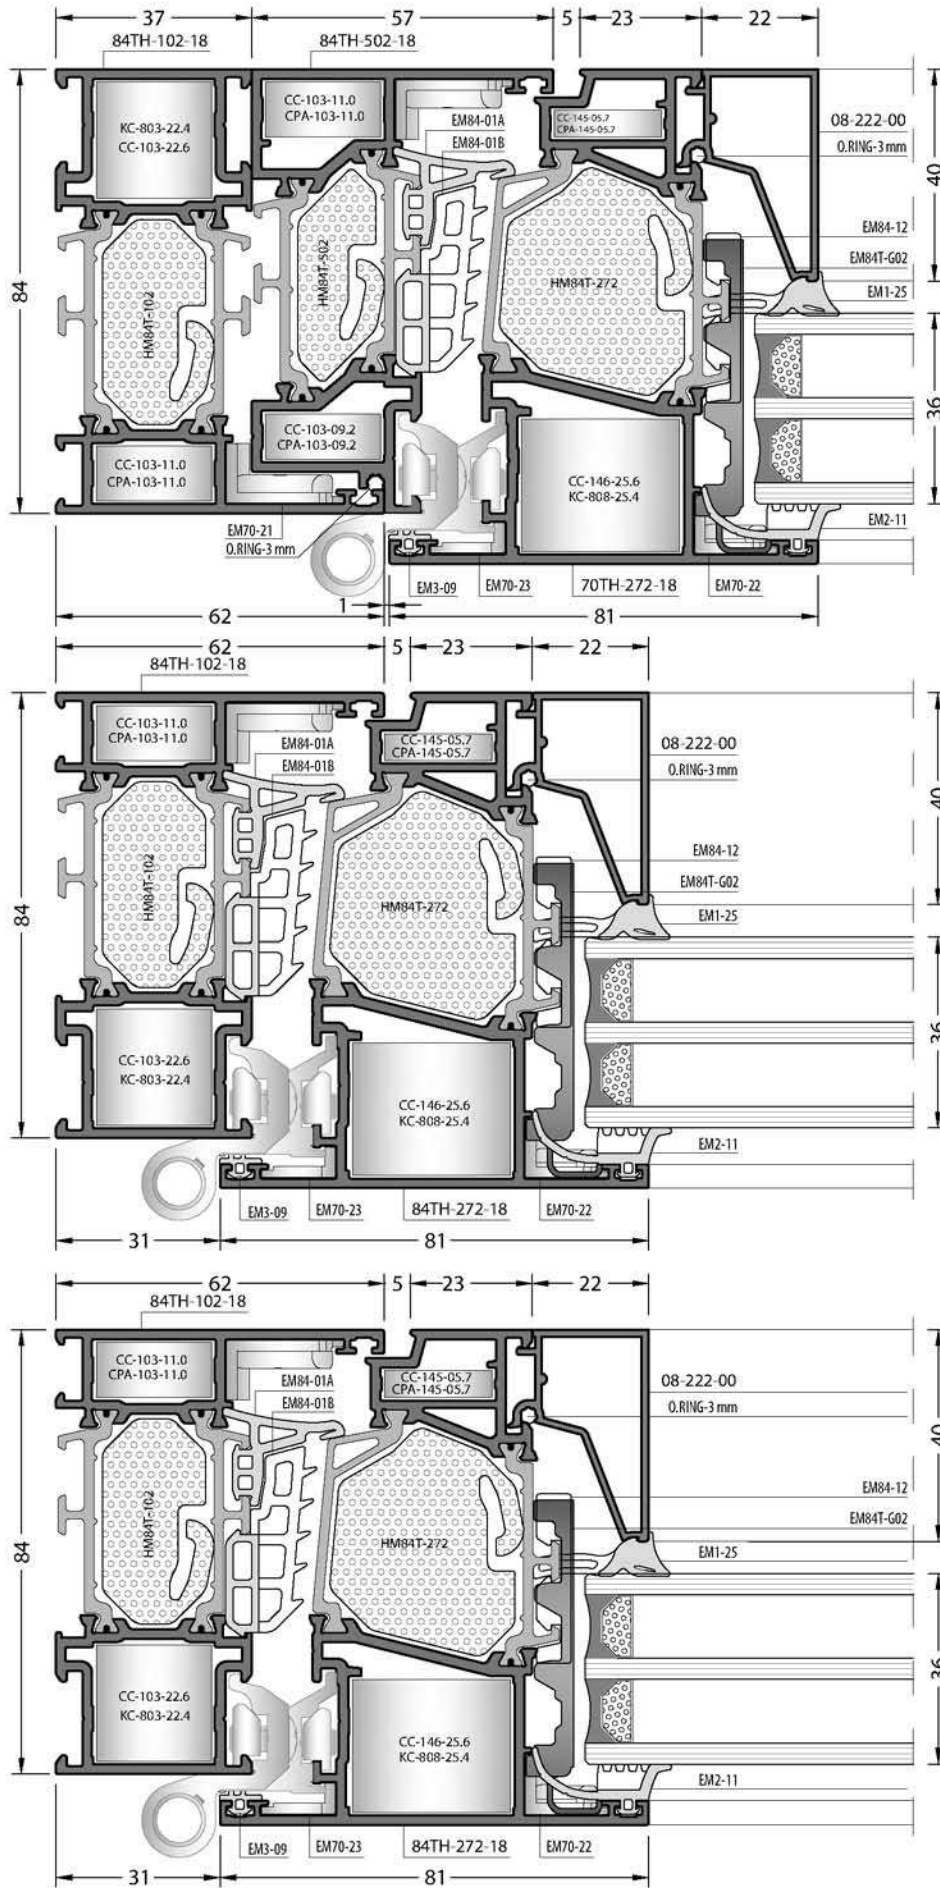 37
57
5
23
22
84TH-102-18
84TH-502-18
84
KC-803-22.4
CC-103-22.6
CC-103-11.0
CPA-103-11.0
EM84-01A
EM84-01B
CC-145-05.7
CPA-145-05.7
08-222-00
O.RING-3 mm
40
HM84T-102
HM84T-502
HM84T-272
EM84-12
EM84T-G02
EM1-25
36
CC-103-11.0
CPA-103-11.0
CC-103-09.2
CPA-103-09.2
CC-146-25.6
KC-808-25.4
EM70-21
O.RING-3 mm
EM2-11
EM3-09
EM70-23
70TH-272-18
EM70-22
1
62
81
62
5
23
22
84TH-102-18
84
CC-103-11.0
CPA-103-11.0
EM84-01A
EM84-01B
CC-145-05.7
CPA-145-05.7
08-222-00
O.RING-3 mm
40
HM84T-102
HM84T-272
EM84-12
EM84T-G02
EM1-25
36
CC-103-22.6
KC-803-22.4
CC-146-25.6
KC-808-25.4
EM2-11
EM3-09
EM70-23
84TH-272-18
EM70-22
31
81
62
5
23
22
84TH-102-18
84
CC-103-11.0
CPA-103-11.0
EM84-01A
EM84-01B
CC-145-05.7
CPA-145-05.7
08-222-00
O.RING-3 mm
40
HM84T-102
HM84T-272
EM84-12
EM84T-G02
EM1-25
36
CC-103-22.6
KC-803-22.4
CC-146-25.6
KC-808-25.4
EM2-11
EM3-09
EM70-23
84TH-272-18
EM70-22
31
81